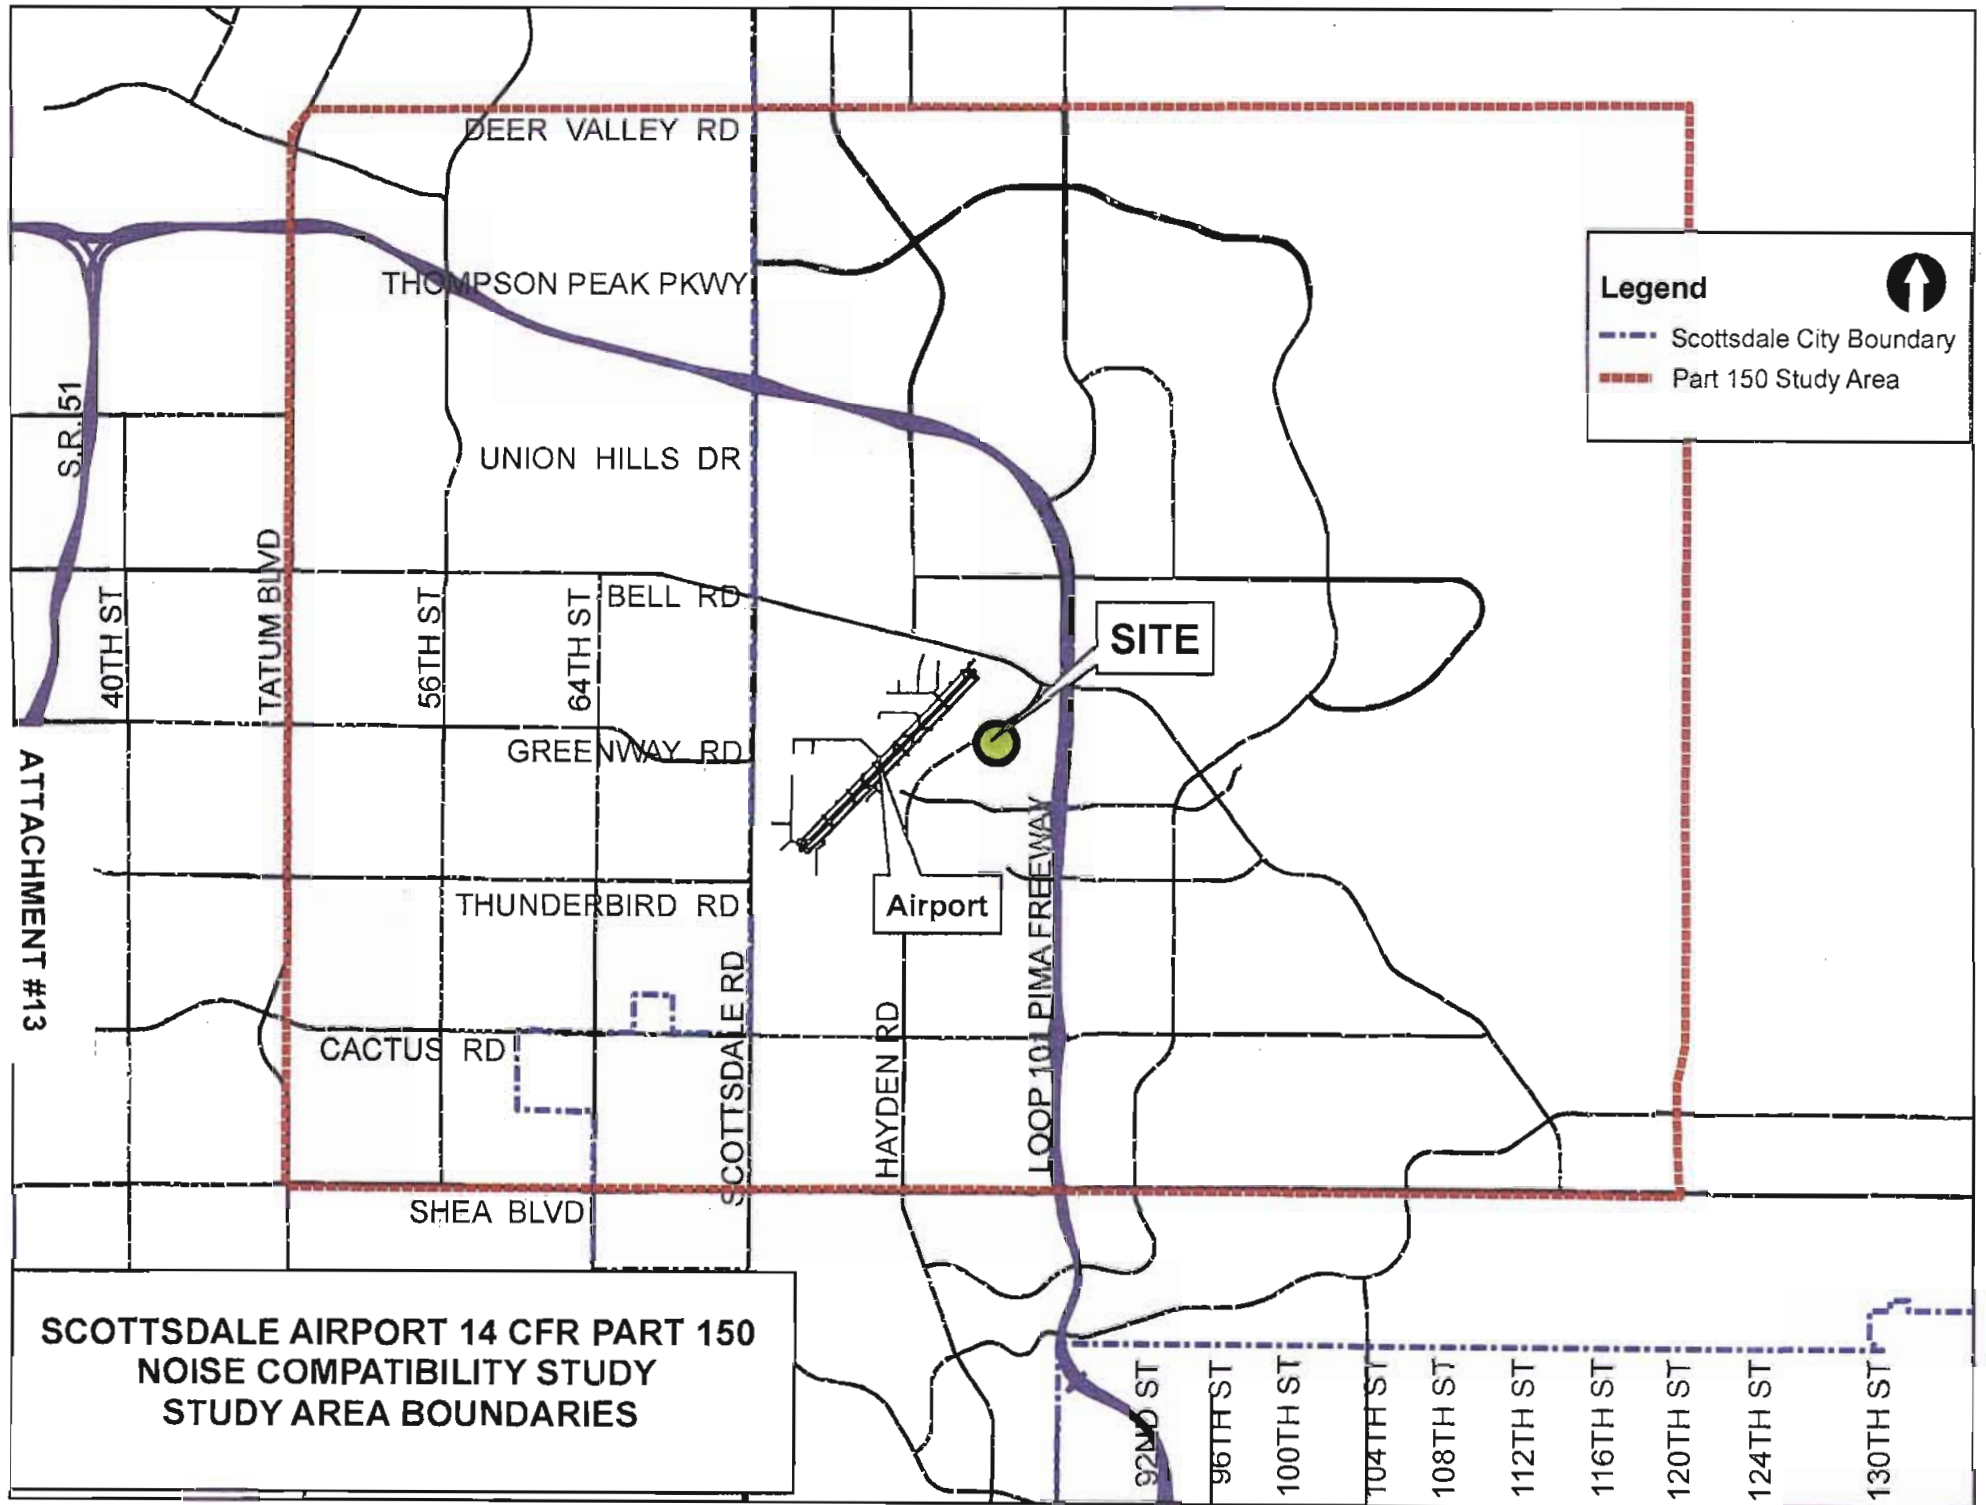 DEER VALLEY RD
THOMPSON PEAK PKWY
Legend
Scottsdale City Boundary
Part 150 Study Area
S.R. 51
UNION HILLS DR
40TH ST
TATUM BLVD
56TH ST
64TH ST
BELL RD
SITE
GREENWAY RD
ATTACHMENT #13
THUNDERBIRD RD
Airport
CACTUS RD
SCOTTSDALE RD
HAYDEN RD
LOOP 101 PIMA FREEWAY
SHEA BLVD
SCOTTSDALE AIRPORT 14 CFR PART 150
NOISE COMPATIBILITY STUDY
STUDY AREA BOUNDARIES
92ND ST
96TH ST
100TH ST
104TH ST
108TH ST
112TH ST
116TH ST
120TH ST
124TH ST
130TH ST